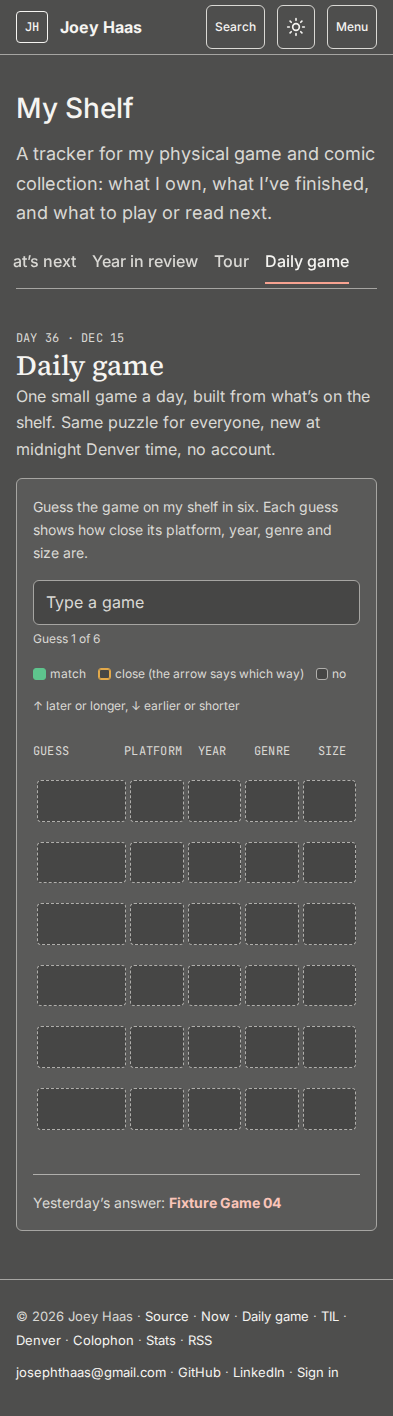 JH Joey Haas Search Menu
My Shelf
A tracker for my physical game and comic
collection: what I own, what I've finished,
and what to play or read next.
at's next Year in review Tour Daily game
DAY 36 · DEC 15
Daily game
One small game a day, built from what's on the
shelf. Same puzzle for everyone, new at
midnight Denver time, no account.
Guess the game on my shelf in six. Each guess
shows how close its platform, year, genre and
size are.
Type a game
Guess 1 of 6
match close (the arrow says which way) no
↑ later or longer, ↓ earlier or shorter
GUESS PLATFORM YEAR GENRE SIZE
Yesterday's answer: Fixture Game 04
© 2026 Joey Haas · Source · Now · Daily game · TIL ·
Denver · Colophon · Stats · RSS
josephthaas@gmail.com · GitHub · LinkedIn · Sign in